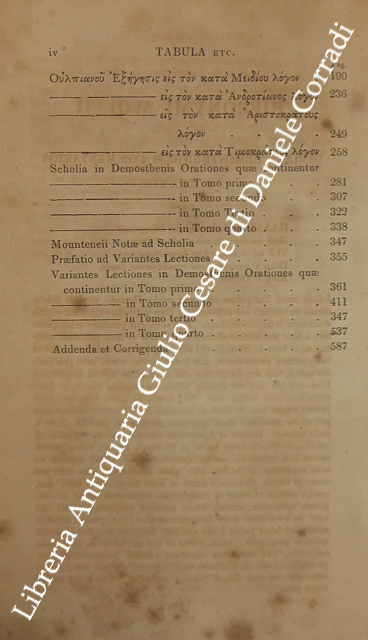 iv TABULA ETC.
Pag.
Οὐλπιανοῦ Ἐξήγησις εἰς τὸν κατὰ Μειδίου λόγον 190
εἰς τὸν κατὰ Ἀνδροτίωνος λόγον 236
εἰς τὸν κατὰ Ἀριστοκράτους
λόγον . . . . 249
εἰς τὸν κατὰ Τιμοκράτους λόγον 258
Scholia in Demosthenis Orationes quæ continentur
in Tomo primo . . 281
in Tomo secundo . . 307
in Tomo Tertio . . 322
in Tomo quarto . . 338
Mounteneii Notæ ad Scholia . . . . 347
Præfatio ad Variantes Lectiones . . . . 355
Variantes Lectiones in Demosthenis Orationes quæ
continentur in Tomo primo . . . . 361
in Tomo secundo . . . . 411
in Tomo tertio . . . . 347
in Tomo quarto . . . . 537
Addenda et Corrigenda . . . . 587
Libreria Antiquaria Giulio Cesare di Daniele Corradi